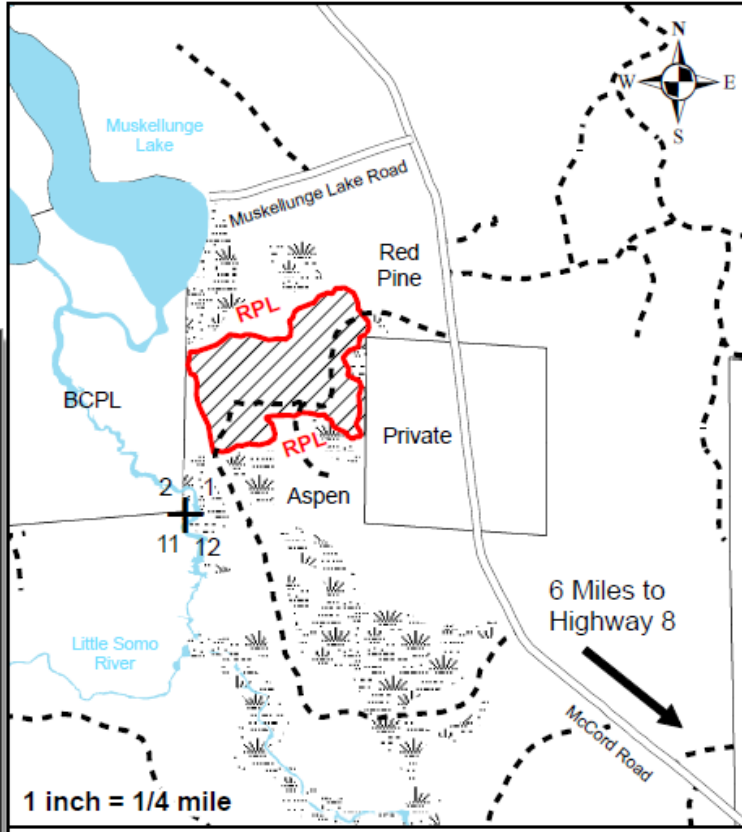 N
W
E
S
Muskellunge
Lake
Muskellunge Lake Road
Red
Pine
RPL
BCPL
Private
RPL
2
1
Aspen
11
12
6 Miles to
Highway 8
Little Somo
River
McCord Road
1 inch = 1/4 mile